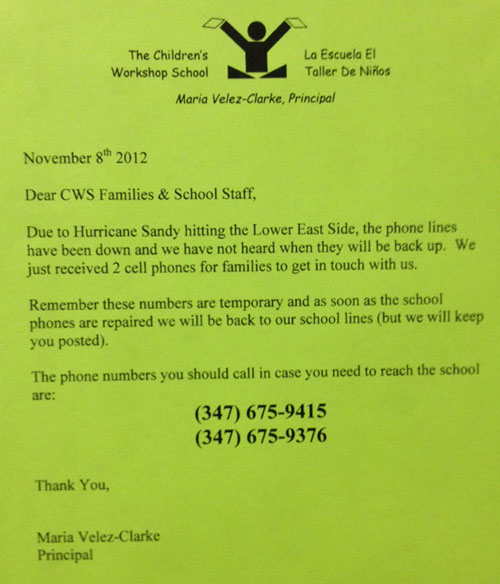 The Children's
Workshop School
La Escuela El
Taller De Niños
Maria Velez-Clarke, Principal
November 8th 2012
Dear CWS Families & School Staff,
Due to Hurricane Sandy hitting the Lower East Side, the phone lines
have been down and we have not heard when they will be back up. We
just received 2 cell phones for families to get in touch with us.
Remember these numbers are temporary and as soon as the school
phones are repaired we will be back to our school lines (but we will keep
you posted).
The phone numbers you should call in case you need to reach the school
are:
(347) 675-9415
(347) 675-9376
Thank You,
Maria Velez-Clarke
Principal